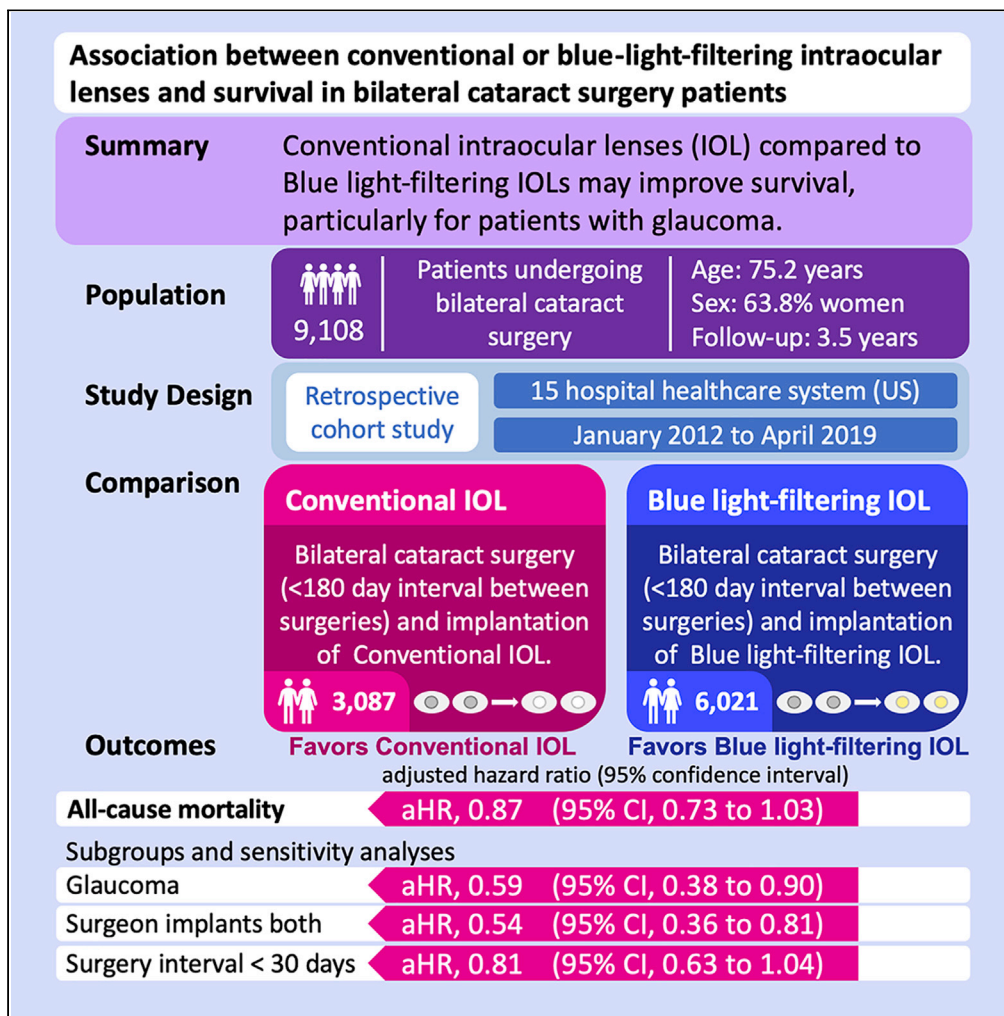 Association between conventional or blue-light-filtering intraocular
lenses and survival in bilateral cataract surgery patients
Summary
Conventional intraocular lenses (IOL) compared to
Blue light-filtering IOLs may improve survival,
particularly for patients with glaucoma.
Population
9,108
Patients undergoing
bilateral cataract
surgery
Age: 75.2 years
Sex: 63.8% women
Follow-up: 3.5 years
Study Design
Retrospective
cohort study
15 hospital healthcare system (US)
January 2012 to April 2019
Comparison
Conventional IOL
Bilateral cataract surgery
(<180 day interval between
surgeries) and implantation
of Conventional IOL.
3,087
Blue light-filtering IOL
Bilateral cataract surgery
(<180 day interval between
surgeries) and implantation
of Blue light-filtering IOL.
6,021
Outcomes
Favors Conventional IOL
Favors Blue light-filtering IOL
adjusted hazard ratio (95% confidence interval)
All-cause mortality aHR, 0.87 (95% CI, 0.73 to 1.03)
Subgroups and sensitivity analyses
Glaucoma aHR, 0.59 (95% CI, 0.38 to 0.90)
Surgeon implants both aHR, 0.54 (95% CI, 0.36 to 0.81)
Surgery interval < 30 days aHR, 0.81 (95% CI, 0.63 to 1.04)